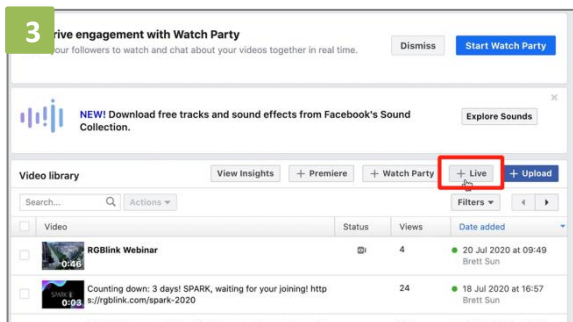 3
rive engagement with Watch Party
your followers to watch and chat about your videos together in real time.
Dismiss
Start Watch Party
NEW! Download free tracks and sound effects from Facebook's Sound
Collection.
Explore Sounds
Video library
View Insights
+ Premiere
+ Watch Party
+ Live
+ Upload
Search...
Actions
Filters
Video
Status
Views
Date added
0:46
RGBlink Webinar
4
20 Jul 2020 at 09:49
Brett Sun
0:03
Counting down: 3 days! SPARK, waiting for your joining! http
s://rgblink.com/spark-2020
24
18 Jul 2020 at 16:57
Brett Sun